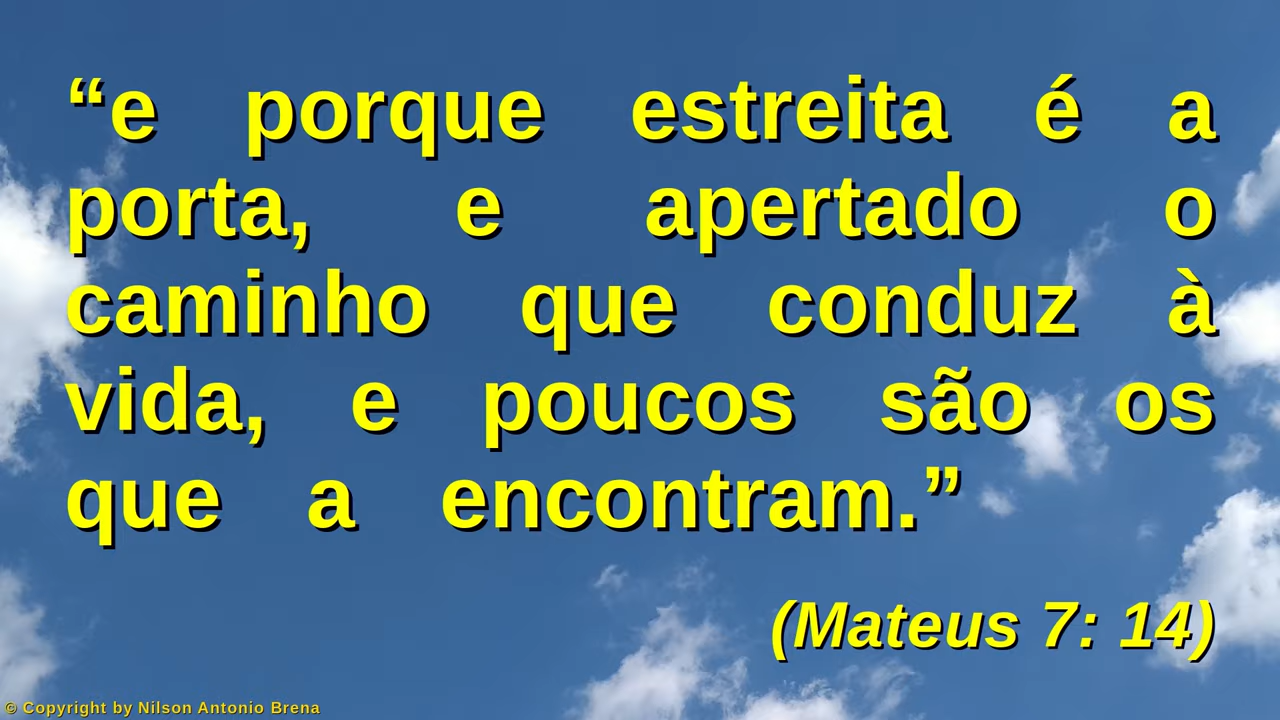 “e porque estreita é a
porta, e apertado o
caminho que conduz à
vida, e poucos são os
que a encontram.”
(Mateus 7: 14)
© Copyright by Nilson Antonio Brena